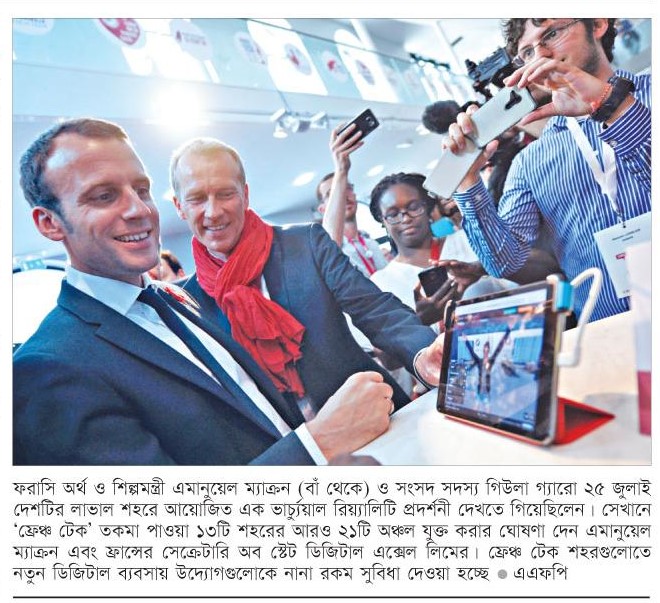 ফরাসি অর্থ ও শিল্পমন্ত্রী এমানুয়েল ম্যাক্রন (বাঁ থেকে) ও সংসদ সদস্য গিউলা গ্যারো ২৫ জুলাই
দেশটির লাভাল শহরে আয়োজিত এক ভার্চুয়াল রিয়্যালিটি প্রদর্শনী দেখতে গিয়েছিলেন। সেখানে
‘ফ্রেঞ্চ টেক’ তকমা পাওয়া ১৩টি শহরের আরও ২১টি অঞ্চল যুক্ত করার ঘোষণা দেন এমানুয়েল
ম্যাক্রন এবং ফ্রান্সের সেক্রেটারি অব স্টেট ডিজিটাল এক্সেল লিমের। ফ্রেঞ্চ টেক শহরগুলোতে
নতুন ডিজিটাল ব্যবসায় উদ্যোগগুলোকে নানা রকম সুবিধা দেওয়া হচ্ছে ● এএফপি